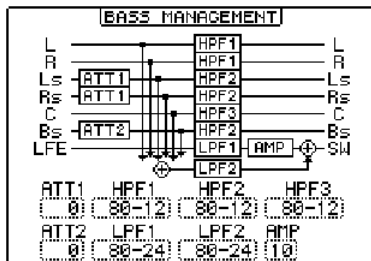 BASS MANAGEMENT
L HPF1 L
R HPF1 R
Ls ATT1 HPF2 Ls
Rs ATT1 HPF2 Rs
C HPF3 C
Bs ATT2 HPF2 Bs
LFE LPF1 AMP SW
LPF2
ATT1 HPF1 HPF2 HPF3
0 80-12 80-12 80-12
ATT2 LPF1 LPF2 AMP
0 80-24 80-24 10